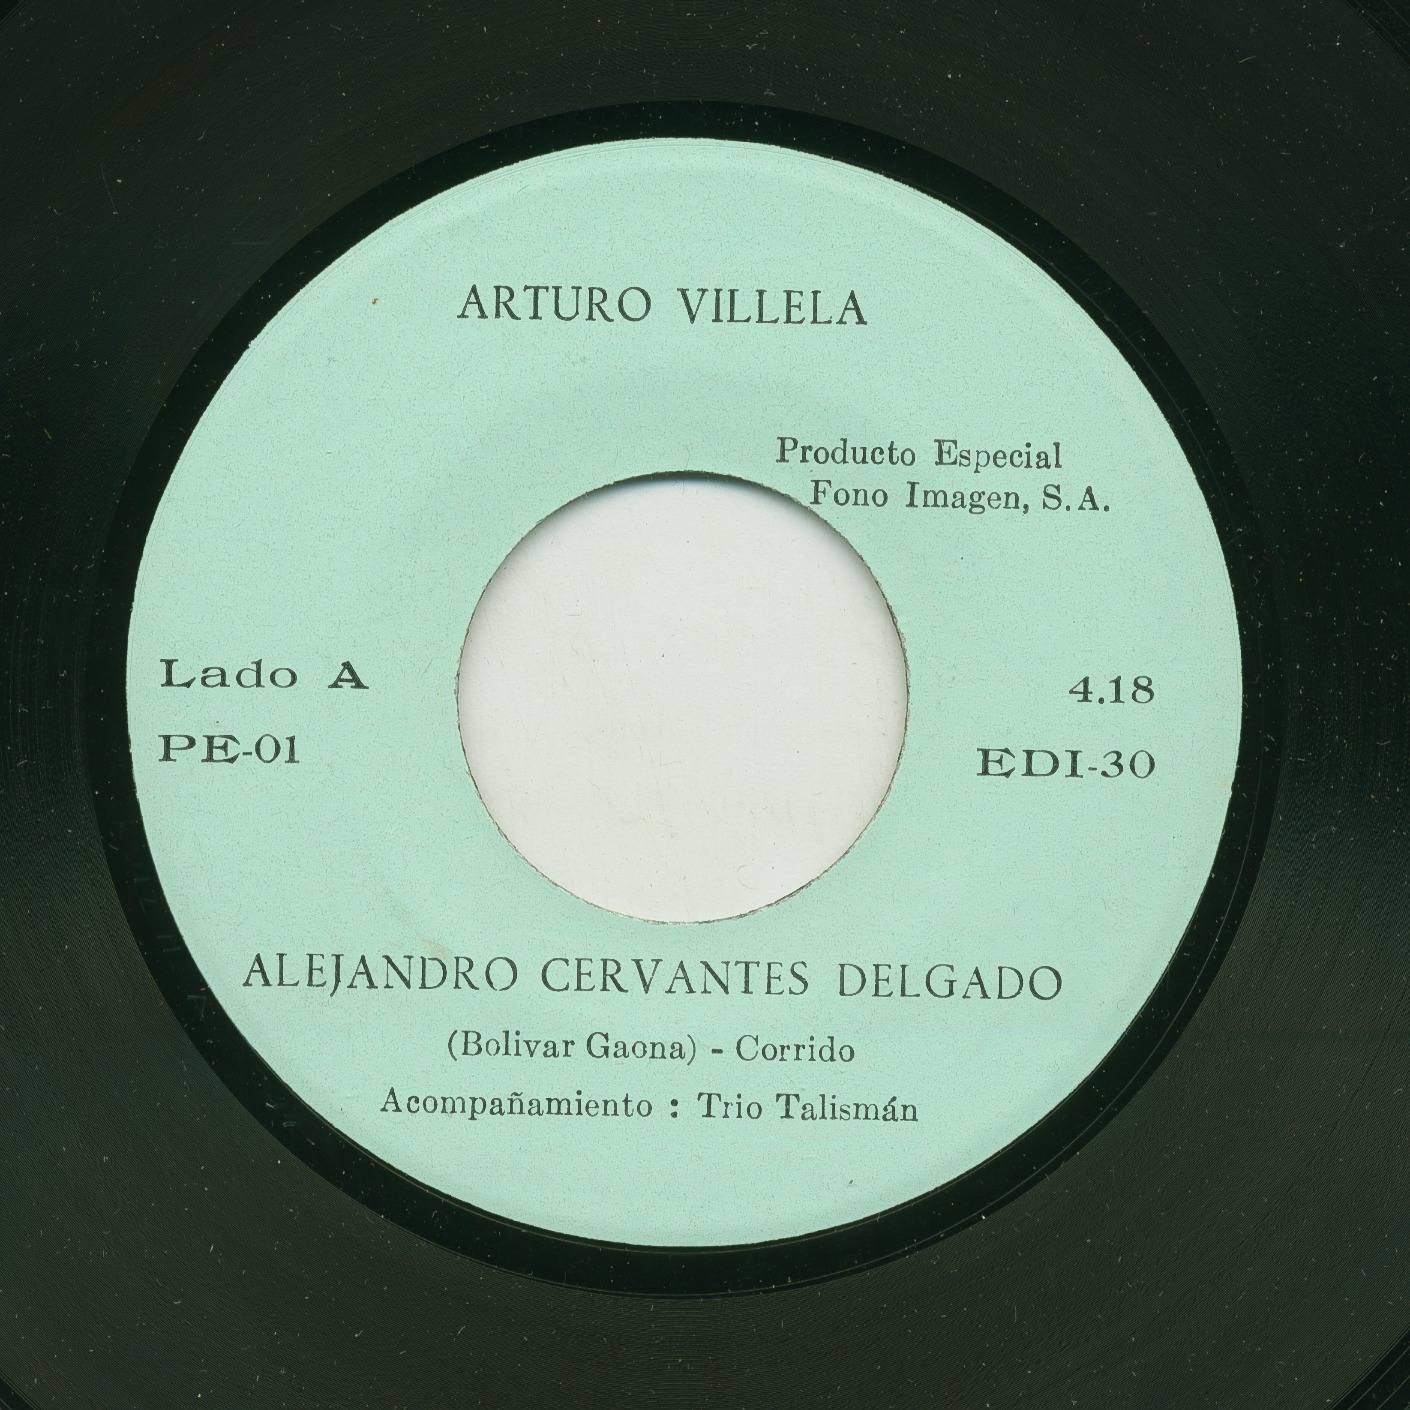 ARTURO VILLELA
Producto Especial
Fono Imagen, S.A.
Lado A
4.18
PE-01
EDI-30
ALEJANDRO CERVANTES DELGADO
(Bolivar Gaona) - Corrido
Acompañamiento : Trio Talismán